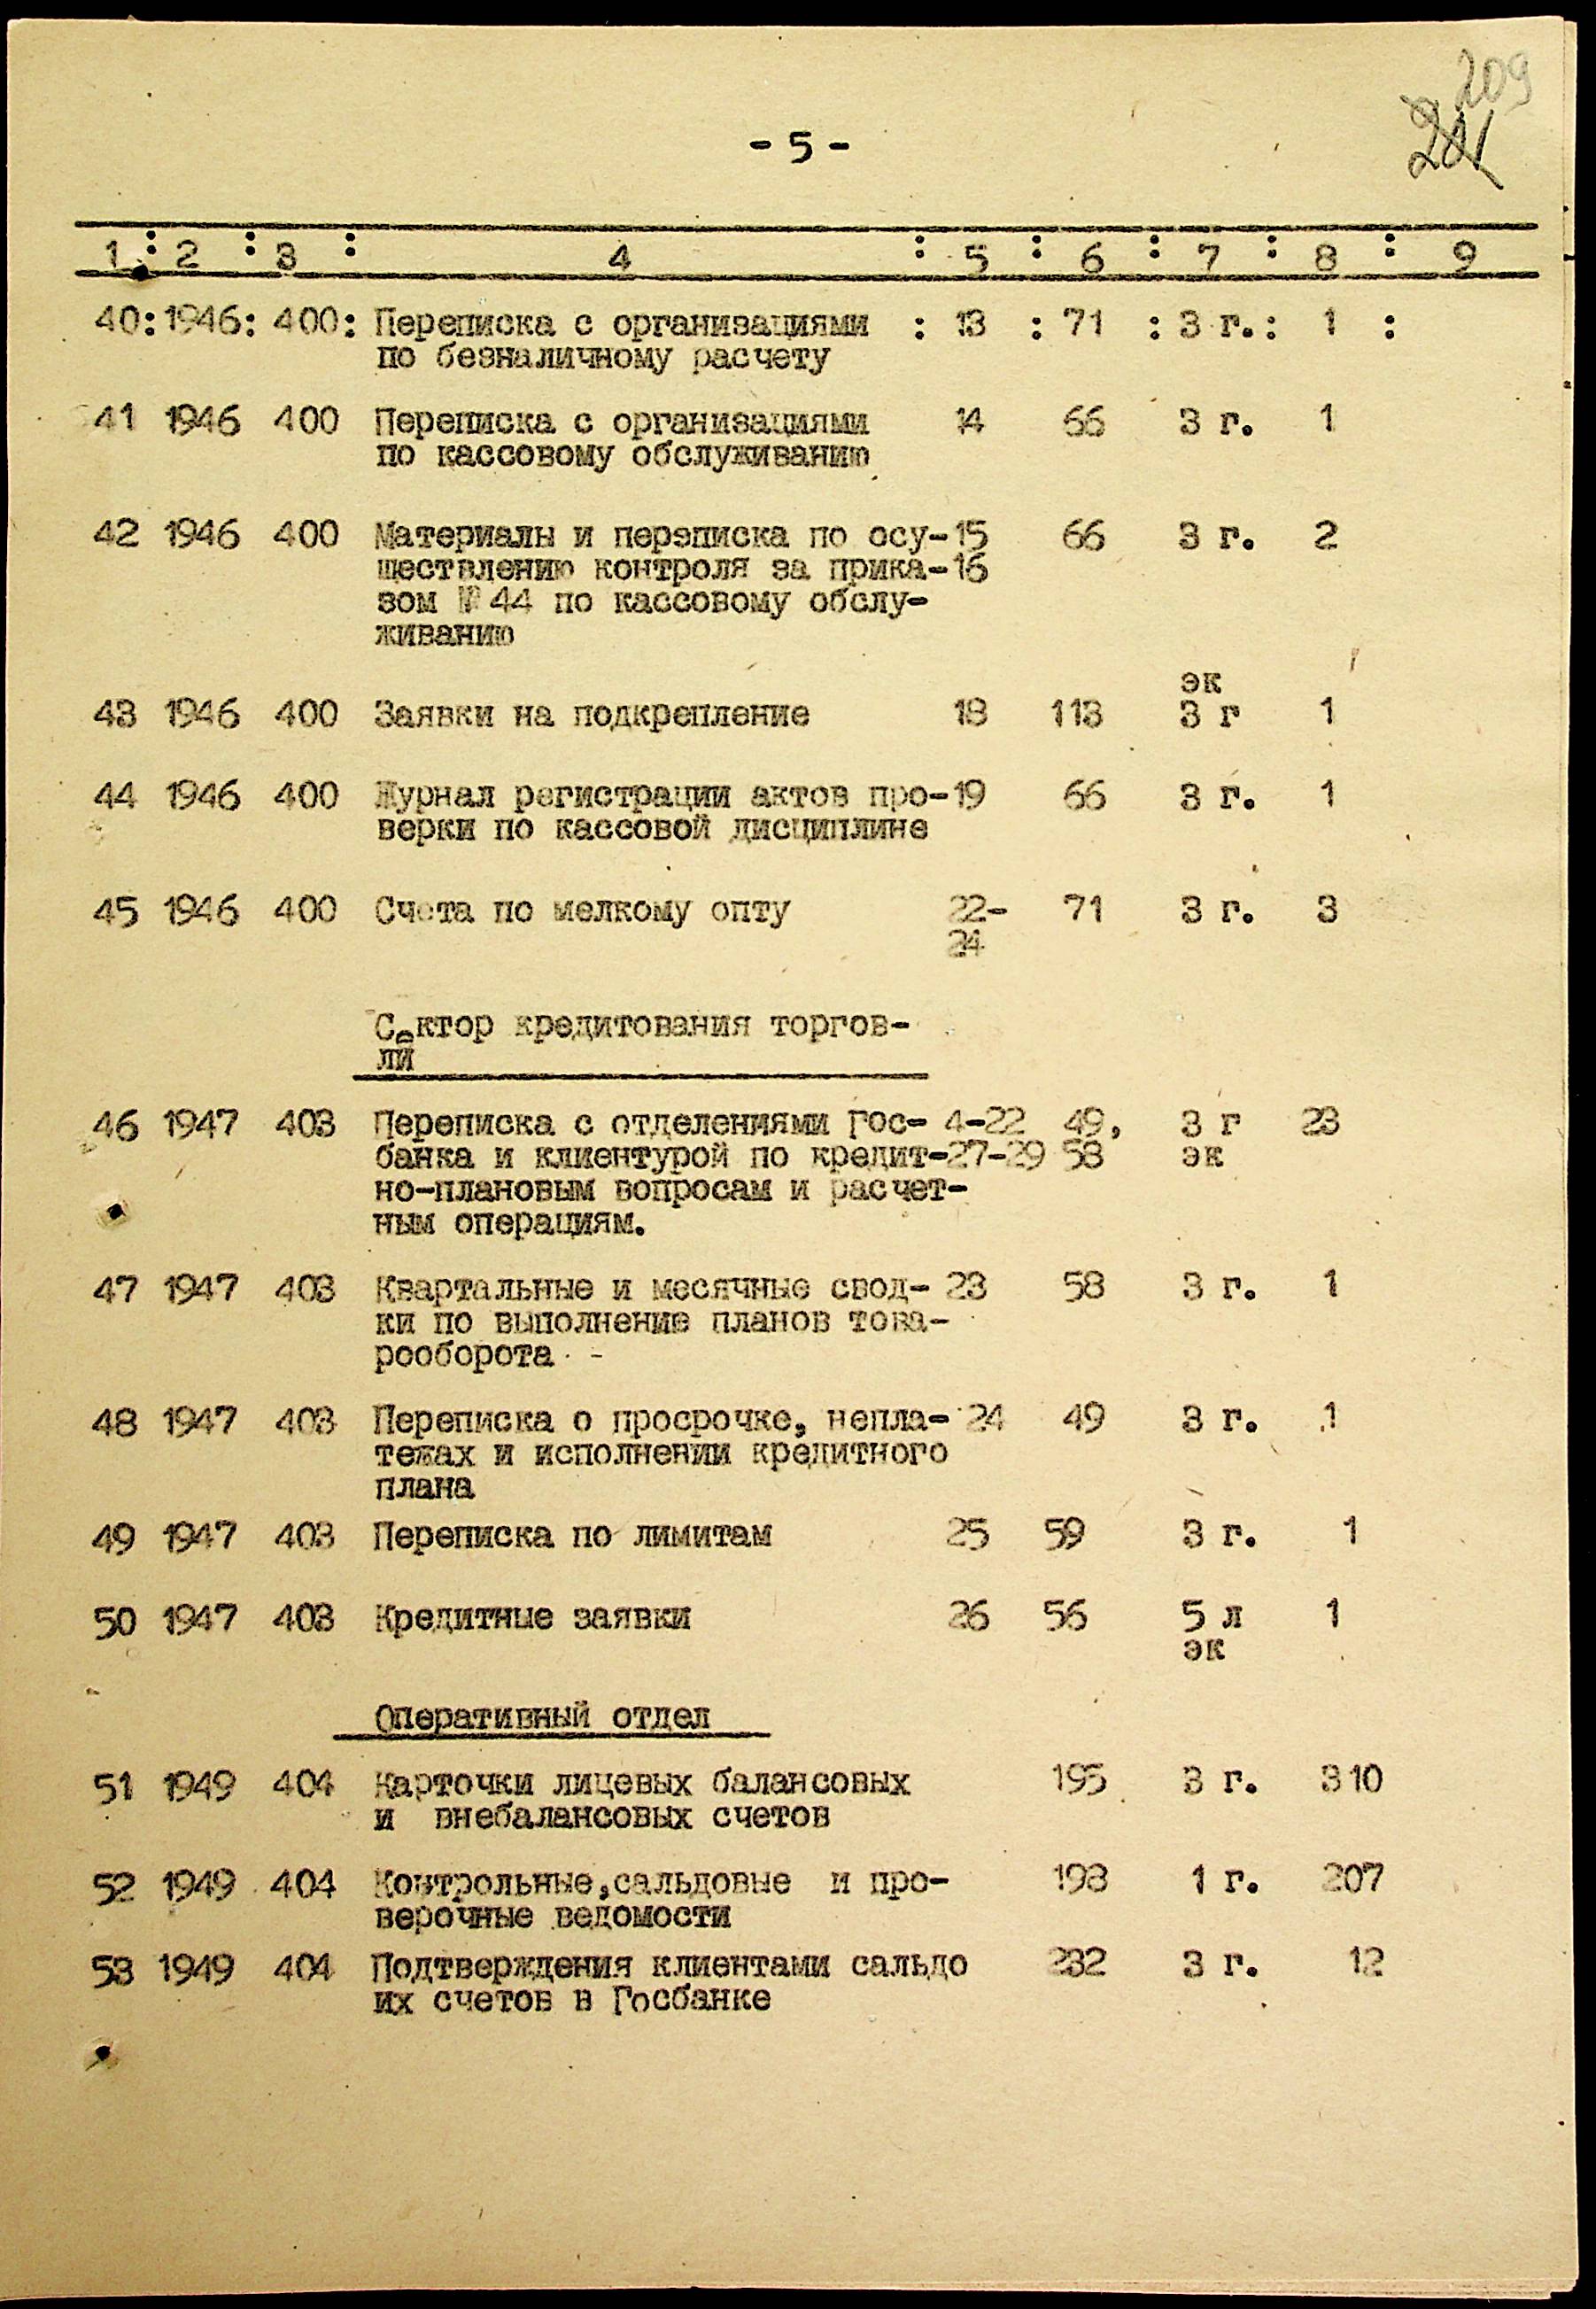 209
- 5 -
1 : 2 : 3 : 4 : 5 : 6 : 7 : 8 : 9
40: 1946: 400: Переписка с организациями : 13 : 71 : 3 г. : 1 :
по безналичному расчету
41 1946 400 Переписка с организациями 14 66 3 г. 1
по кассовому обслуживанию
42 1946 400 Материалы и переписка по осу- 15 66 3 г. 2
ществлению контроля за прика- 16
зом № 44 по кассовому обслу-
живанию
эк
43 1946 400 Заявки на подкрепление 18 113 3 г 1
44 1946 400 Журнал регистрации актов про- 19 66 3 г. 1
верки по кассовой дисциплине
45 1946 400 Счета по мелкому опту 22- 71 3 г. 3
24
Сектор кредитования торгов-
ли
46 1947 403 Переписка с отделениями Гос- 4-22 49, 3 г 23
банка и клиентурой по кредит- 27-29 58 эк
но-плановым вопросам и расчет-
ным операциям.
47 1947 403 Квартальные и месячные свод- 23 58 3 г. 1
ки по выполнение планов това-
рооборота -
48 1947 403 Переписка о просрочке, непла- 24 49 3 г. 1
тежах и исполнении кредитного
плана
49 1947 403 Переписка по лимитам 25 59 3 г. 1
50 1947 403 Кредитные заявки 26 56 5 л 1
эк
Оперативный отдел
51 1949 404 Карточки лицевых балансовых 195 3 г. 310
и внебалансовых счетов
52 1949 404 Контрольные,сальдовые и про- 198 1 г. 207
верочные ведомости
53 1949 404 Подтверждения клиентами сальдо 232 3 г. 12
их счетов в Госбанке